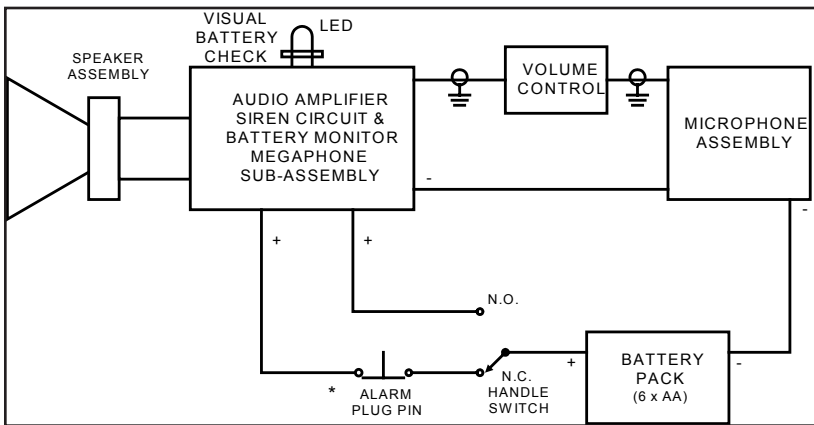 VISUAL
BATTERY
CHECK
LED
SPEAKER
ASSEMBLY
AUDIO AMPLIFIER
SIREN CIRCUIT &
BATTERY MONITOR
MEGAPHONE
SUB-ASSEMBLY
VOLUME
CONTROL
MICROPHONE
ASSEMBLY
-
-
+
+
N.O.
*
ALARM
PLUG PIN
N.C.
HANDLE
SWITCH
+
BATTERY
PACK
(6 x AA)
-